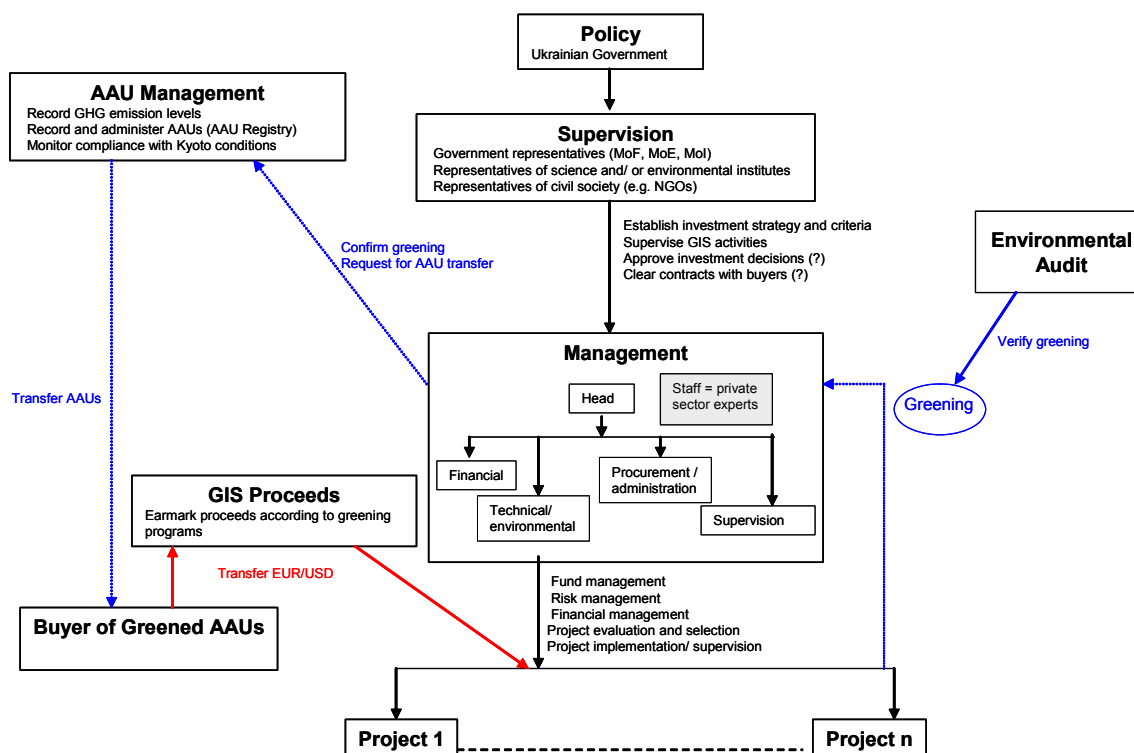 Policy
Ukrainian Government
AAU Management
Record GHG emission levels
Record and administer AAUs (AAU Registry)
Monitor compliance with Kyoto conditions
Supervision
Government representatives (MoF, MoE, MoI)
Representatives of science and/ or environmental institutes
Representatives of civil society (e.g. NGOs)
Establish investment strategy and criteria
Supervise GIS activities
Approve investment decisions (?)
Clear contracts with buyers (?)
Environmental
Audit
Confirm greening
Request for AAU transfer
Verify greening
Greening
Transfer AAUs
Management
Head
Staff = private
sector experts
Financial
Technical/
environmental
Procurement /
administration
Supervision
GIS Proceeds
Earmark proceeds according to greening
programs
Transfer EUR/USD
Buyer of Greened AAUs
Fund management
Risk management
Financial management
Project evaluation and selection
Project implementation/ supervision
Project 1
Project n